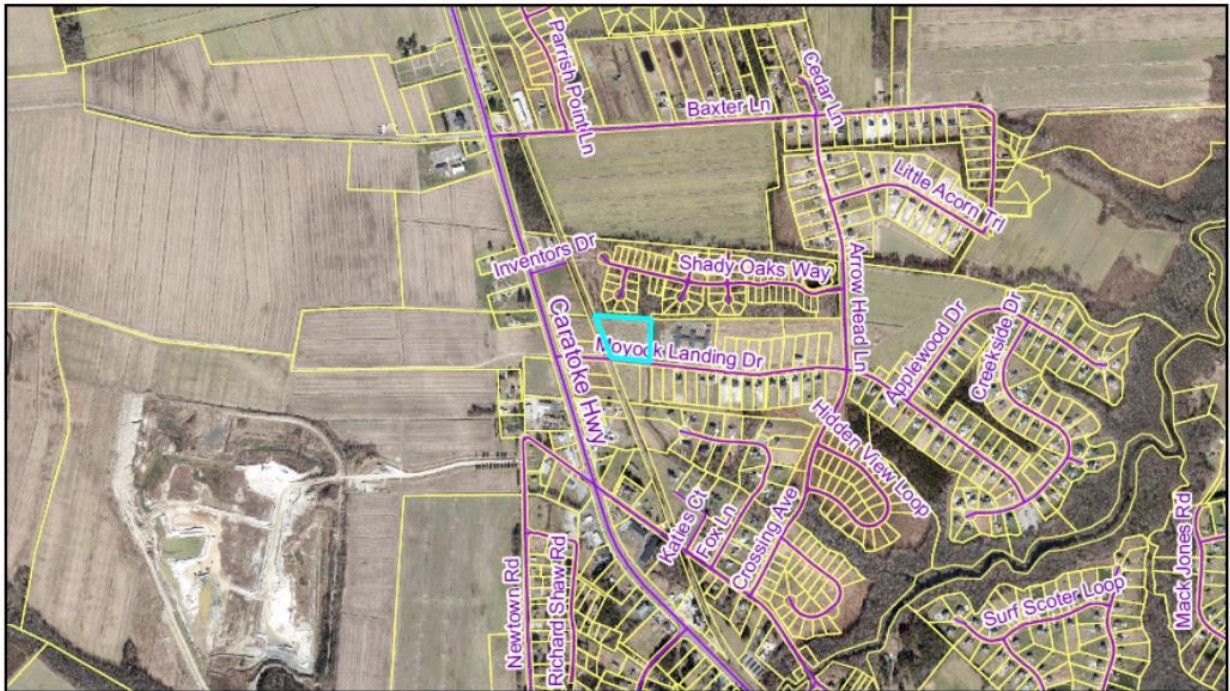 Parrish Point Ln
Cedar Ln
Baxter Ln
Little Acorn Trl
Inventors Dr
Shady Oaks Way
Arrow Head Ln
Caratoke Hwy
Moyock Landing Dr
Applewood Dr
Creekside Dr
Hidden View Loop
Katies Ct
Fox Ln
Crossing Ave
Newtown Rd
Richard Shaw Rd
Surf Scoter Loop
Mack Jones Rd